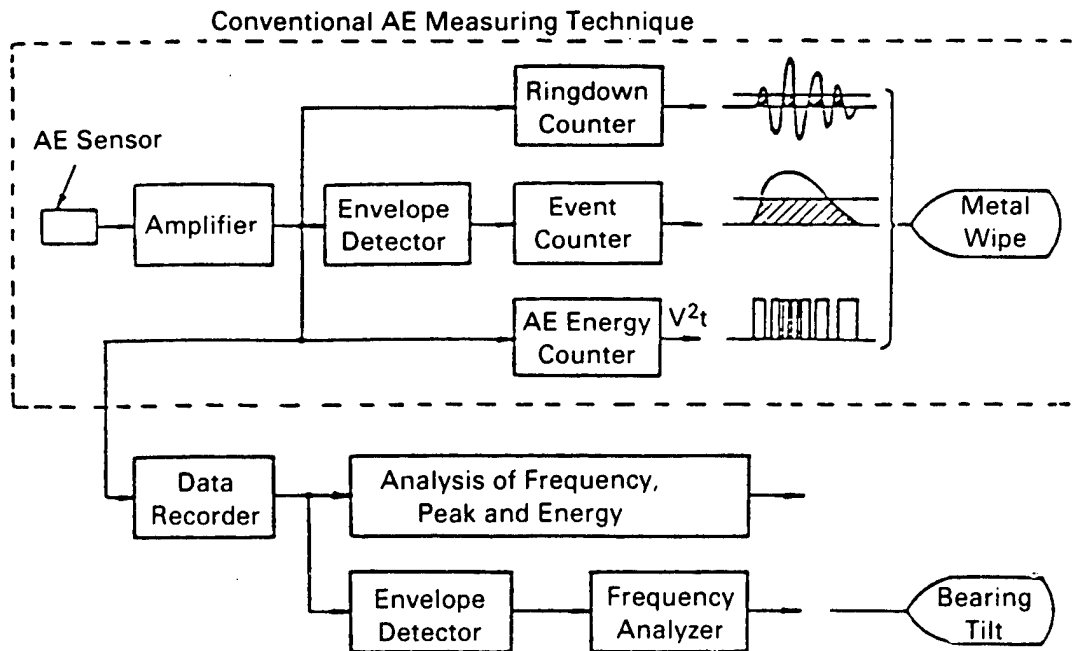 Conventional AE Measuring Technique
AE Sensor
Amplifier
Envelope
Detector
Ringdown
Counter
Event
Counter
AE Energy
Counter
V²t
Metal
Wipe
Data
Recorder
Analysis of Frequency,
Peak and Energy
Envelope
Detector
Frequency
Analyzer
Bearing
Tilt